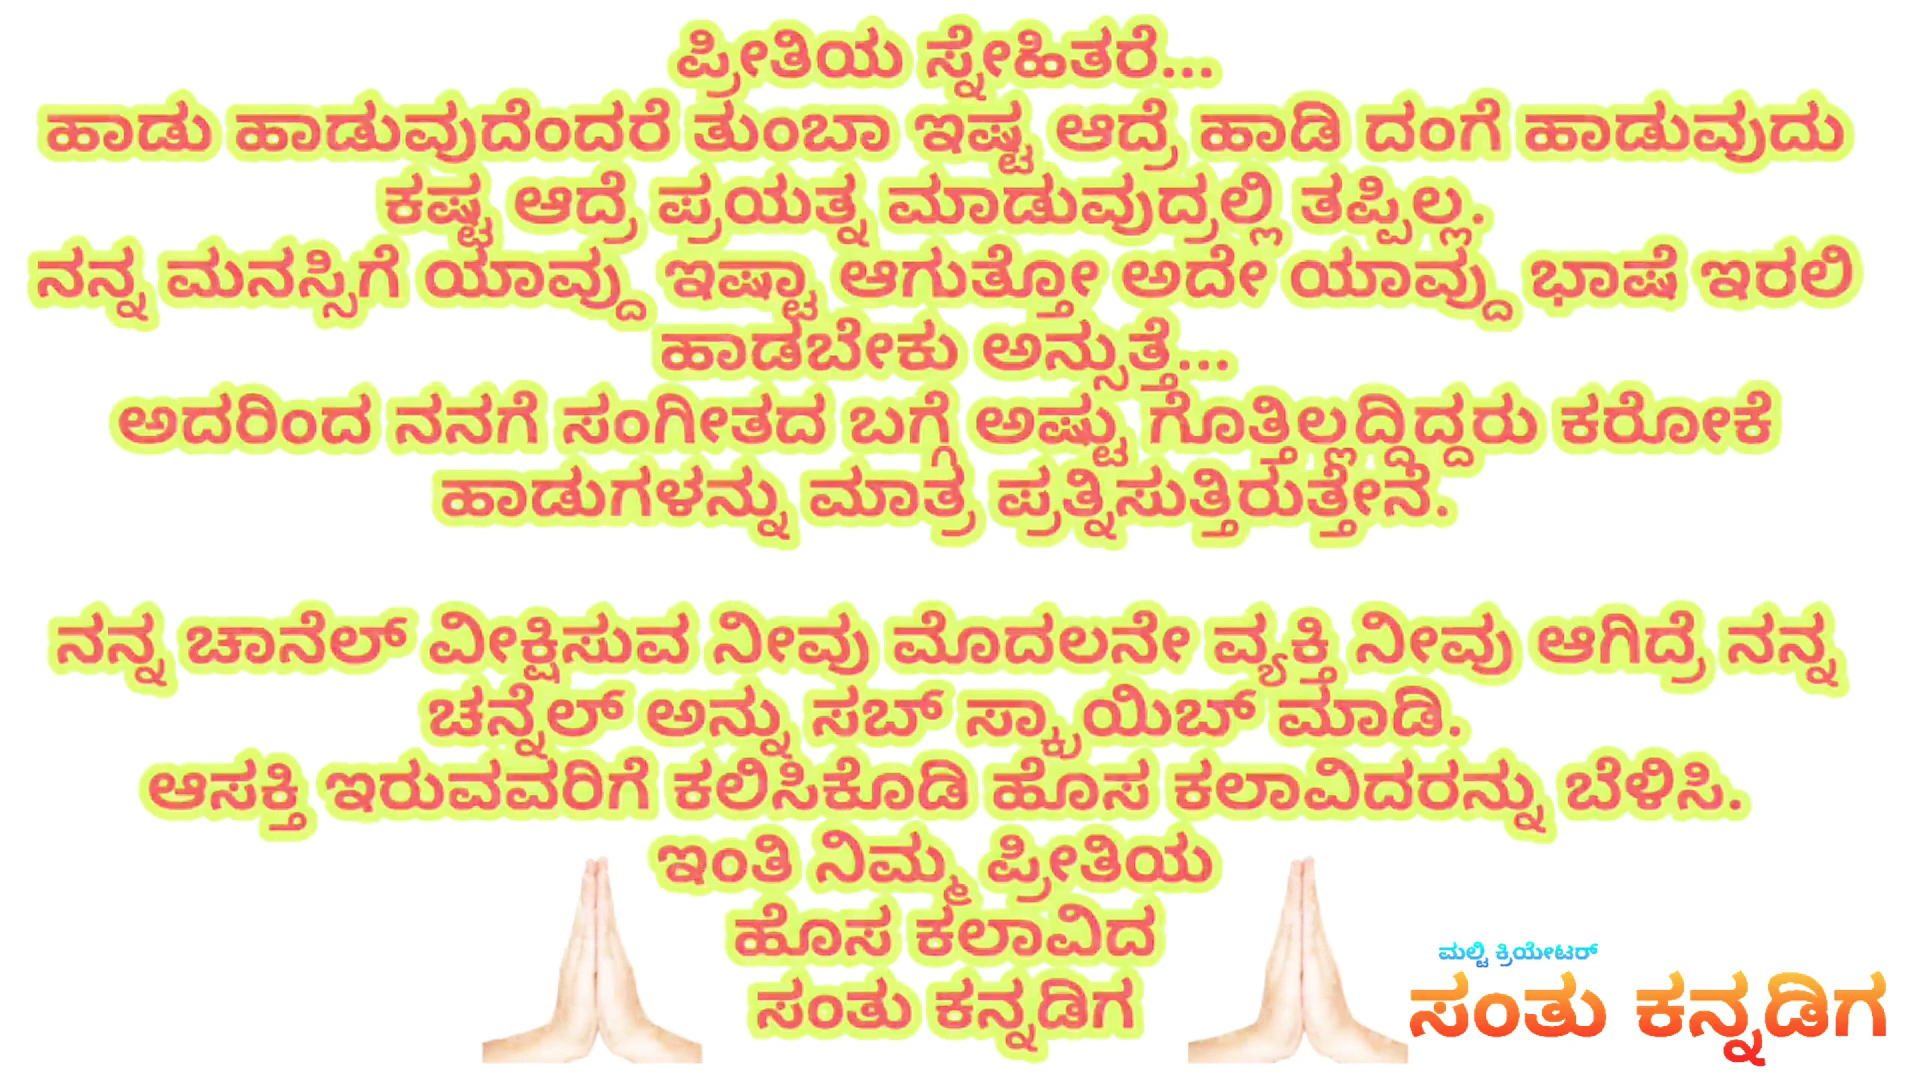 ಪ್ರೀತಿಯ ಸ್ನೇಹಿತರೆ...
ಹಾಡು ಹಾಡುವುದೆಂದರೆ ತುಂಬಾ ಇಷ್ಟ ಆದ್ರೆ ಹಾಡಿ ದಂಗೆ ಹಾಡುವುದು
ಕಷ್ಟ ಆದ್ರೆ ಪ್ರಯತ್ನ ಮಾಡುವುದ್ರಲ್ಲಿ ತಪ್ಪಿಲ್ಲ.
ನನ್ನ ಮನಸ್ಸಿಗೆ ಯಾವ್ದು ಇಷ್ಟಾ ಆಗುತ್ತೋ ಅದೇ ಯಾವ್ದು ಭಾಷೆ ಇರಲಿ
ಹಾಡಬೇಕು ಅನ್ಸುತ್ತೆ...
ಅದರಿಂದ ನನಗೆ ಸಂಗೀತದ ಬಗ್ಗೆ ಅಷ್ಟು ಗೊತ್ತಿಲ್ಲದ್ದಿದ್ದರು ಕರೋಕೆ
ಹಾಡುಗಳನ್ನು ಮಾತ್ರ ಪ್ರತ್ನಿಸುತ್ತಿರುತ್ತೇನೆ.
ನನ್ನ ಚಾನೆಲ್ ವೀಕ್ಷಿಸುವ ನೀವು ಮೊದಲನೇ ವ್ಯಕ್ತಿ ನೀವು ಆಗಿದ್ರೆ ನನ್ನ
ಚನ್ನೆಲ್ ಅನ್ನು ಸಬ್ ಸ್ಕ್ರಾಯಿಬ್ ಮಾಡಿ.
ಆಸಕ್ತಿ ಇರುವವರಿಗೆ ಕಲಿಸಿಕೊಡಿ ಹೊಸ ಕಲಾವಿದರನ್ನು ಬೆಳಿಸಿ.
ಇಂತಿ ನಿಮ್ಮ ಪ್ರೀತಿಯ
ಹೊಸ ಕಲಾವಿದ
ಸಂತು ಕನ್ನಡಿಗ
ಮಲ್ಟಿ ಕ್ರಿಯೇಟರ್
ಸಂತು ಕನ್ನಡಿಗ